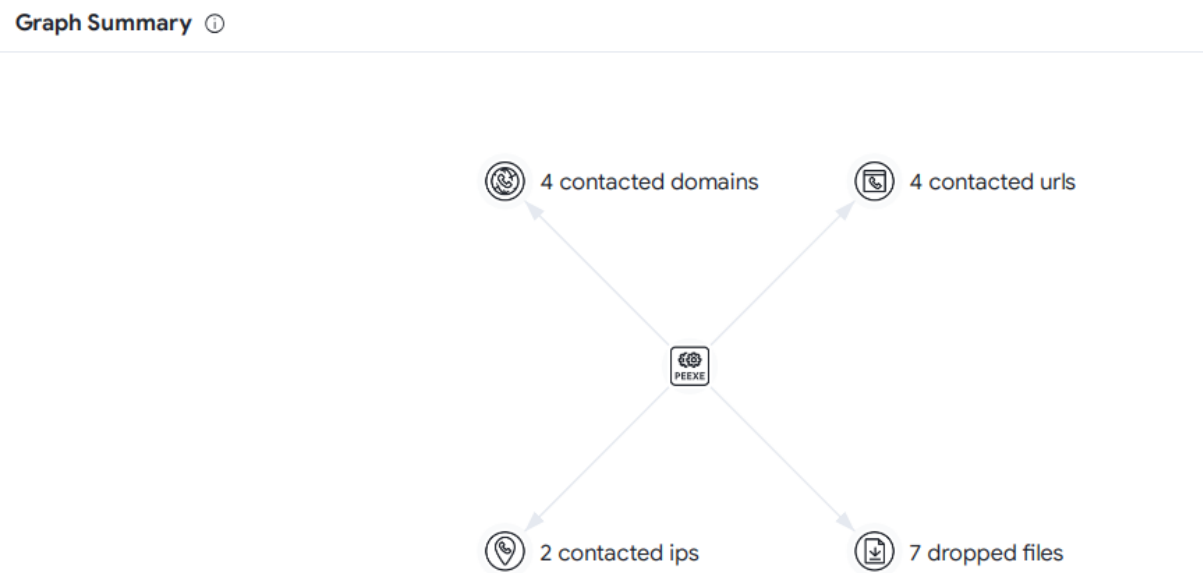 Graph Summary
4 contacted domains
4 contacted urls
PEEXE
2 contacted ips
7 dropped files